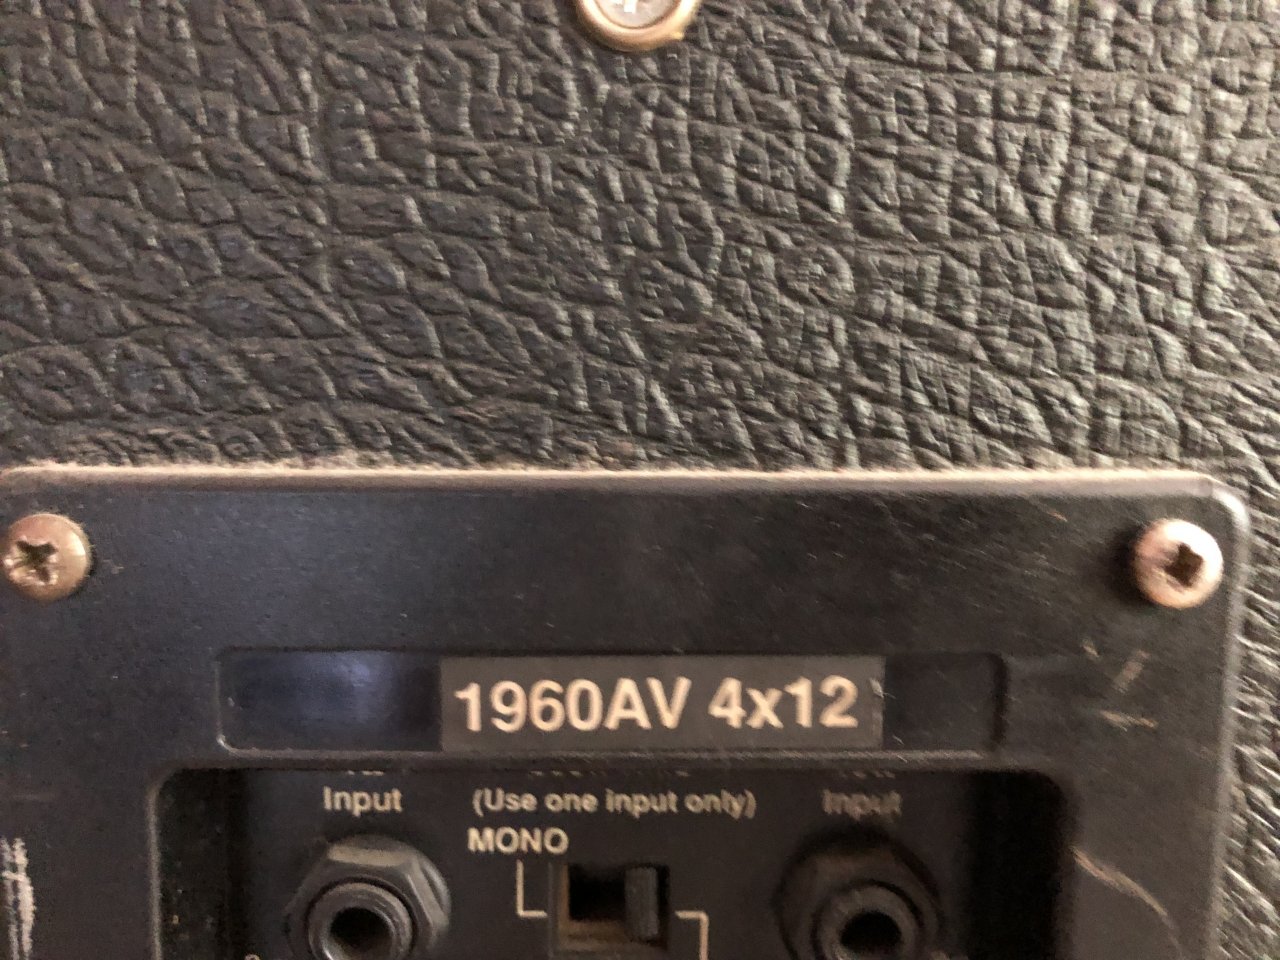 1960AV 4x12
Input
(Use one input only)
Input
MONO